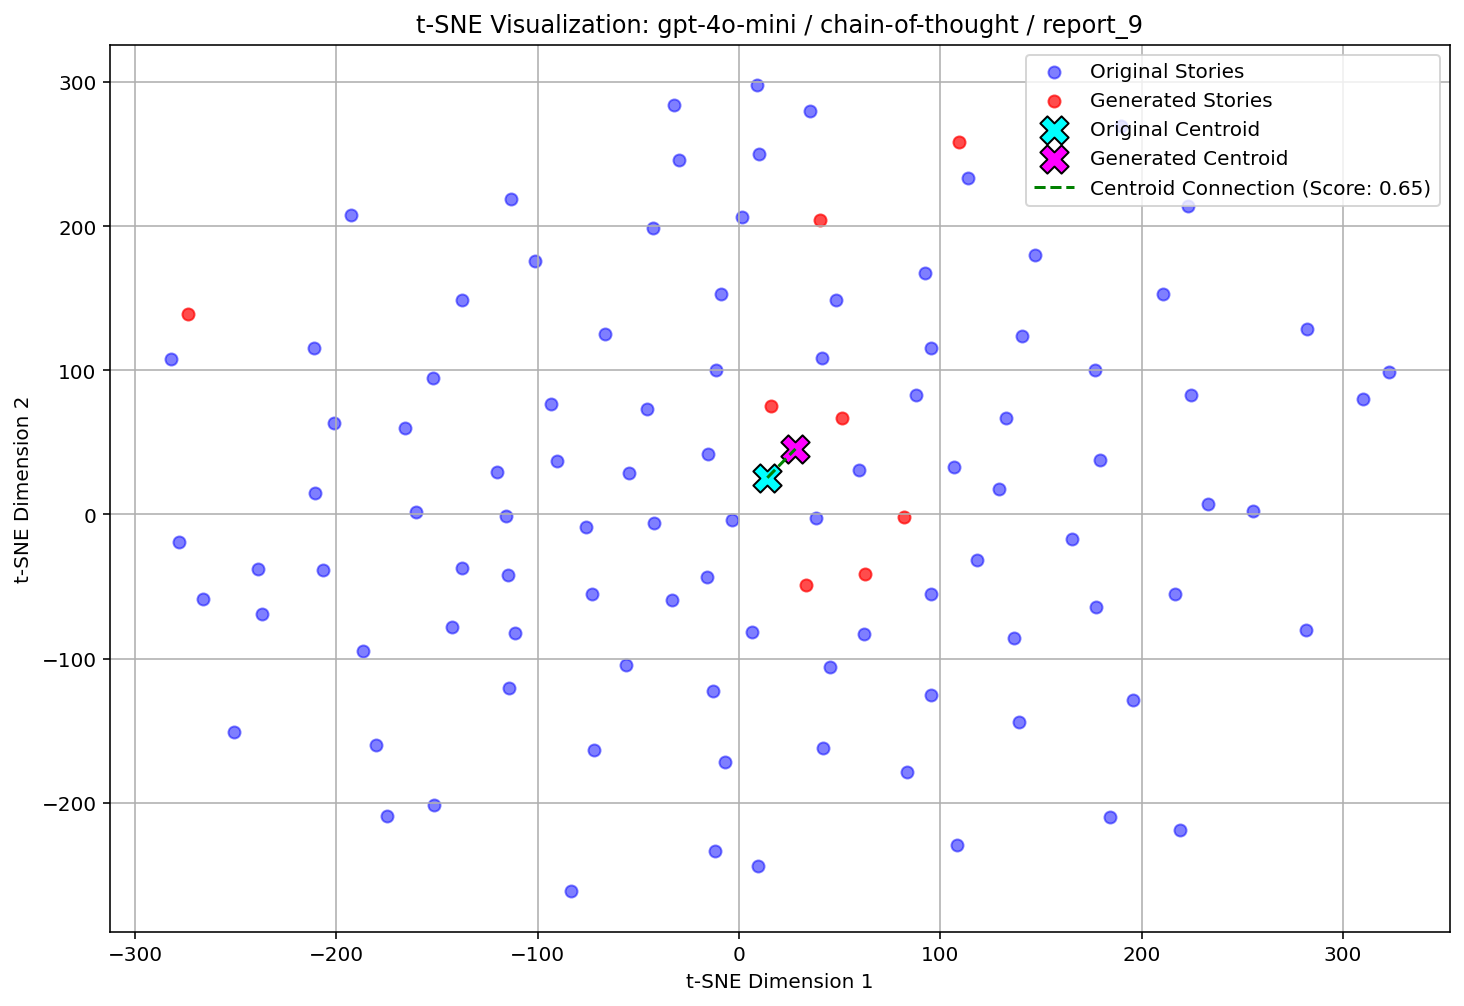 t-SNE Visualization: gpt-4o-mini / chain-of-thought / report_9
Original Stories
Generated Stories
Original Centroid
Generated Centroid
Centroid Connection (Score: 0.65)
t-SNE Dimension 2
300
200
100
0
−100
−200
−300
−200
−100
0
100
200
300
t-SNE Dimension 1